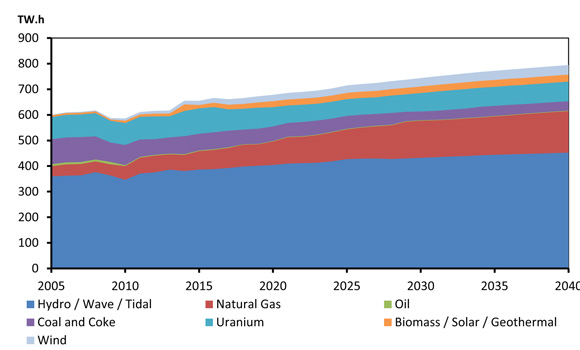 TW.h
900
800
700
600
500
400
300
200
100
0
2005 2010 2015 2020 2025 2030 2035 2040
Hydro / Wave / Tidal Natural Gas Oil
Coal and Coke Uranium Biomass / Solar / Geothermal
Wind